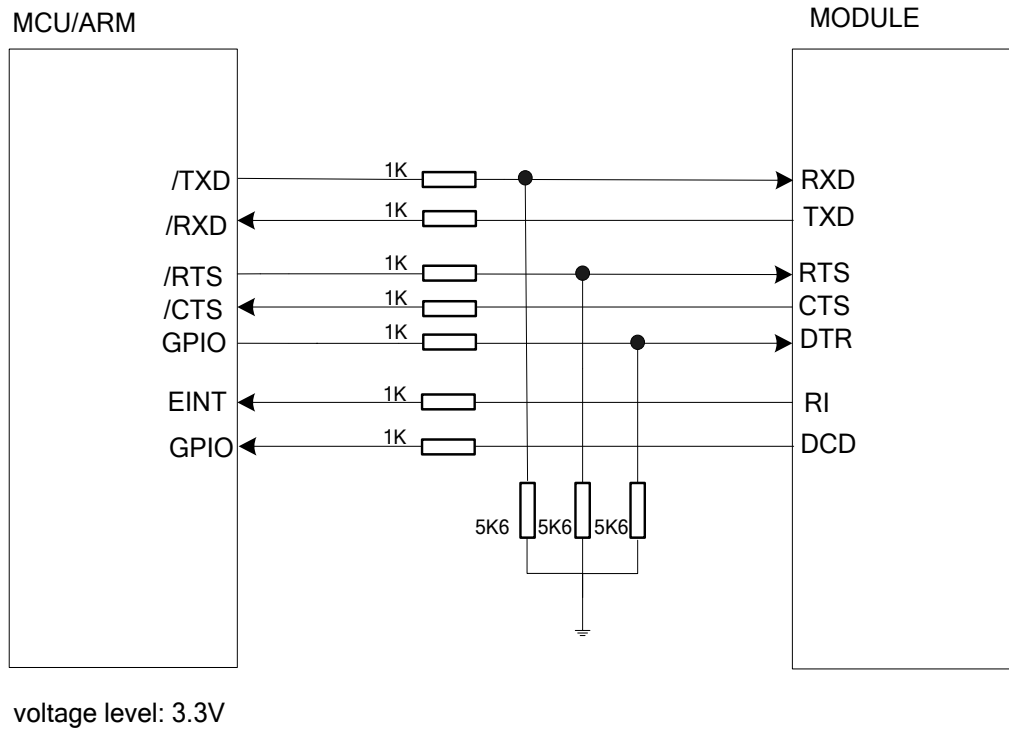 MCU/ARM
MODULE
/TXD
1K
RXD
/RXD
1K
TXD
/RTS
1K
RTS
/CTS
1K
CTS
GPIO
1K
DTR
EINT
1K
RI
GPIO
1K
DCD
5K6 5K6 5K6
voltage level: 3.3V